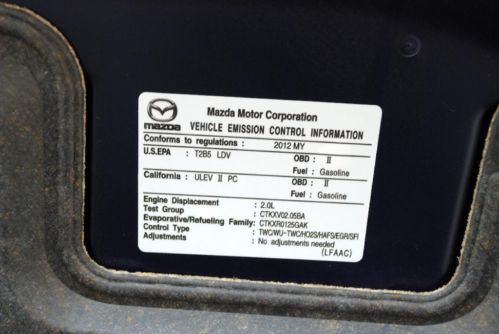 mazda
Mazda Motor Corporation
VEHICLE EMISSION CONTROL INFORMATION
Conforms to regulations : 2012 MY
U.S.EPA : T2B5 LDV OBD : II
Fuel : Gasoline
California : ULEV II PC OBD : II
Fuel : Gasoline
Engine Displacement : 2.0L
Test Group : CTKXV02.05BA
Evaporative/Refueling Family: CTKXR0125GAK
Control Type : TWC/WU-TWC/HO2S/HAFS/EGR/SFI
Adjustments : No adjustments needed
(LFAAC)